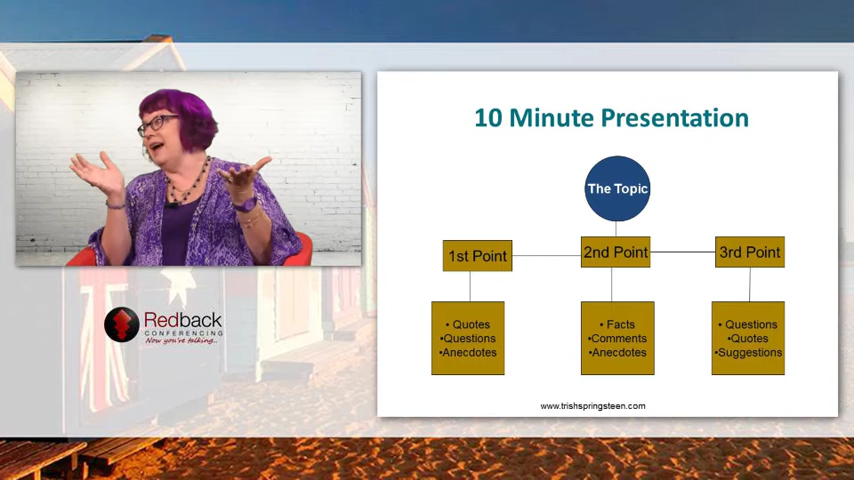 10 Minute Presentation
The Topic
1st Point
2nd Point
3rd Point
• Quotes
•Questions
•Anecdotes
• Facts
•Comments
•Anecdotes
• Questions
•Quotes
•Suggestions
www.trishspringsteen.com
Redback
CONFERENCING
Now you're talking..